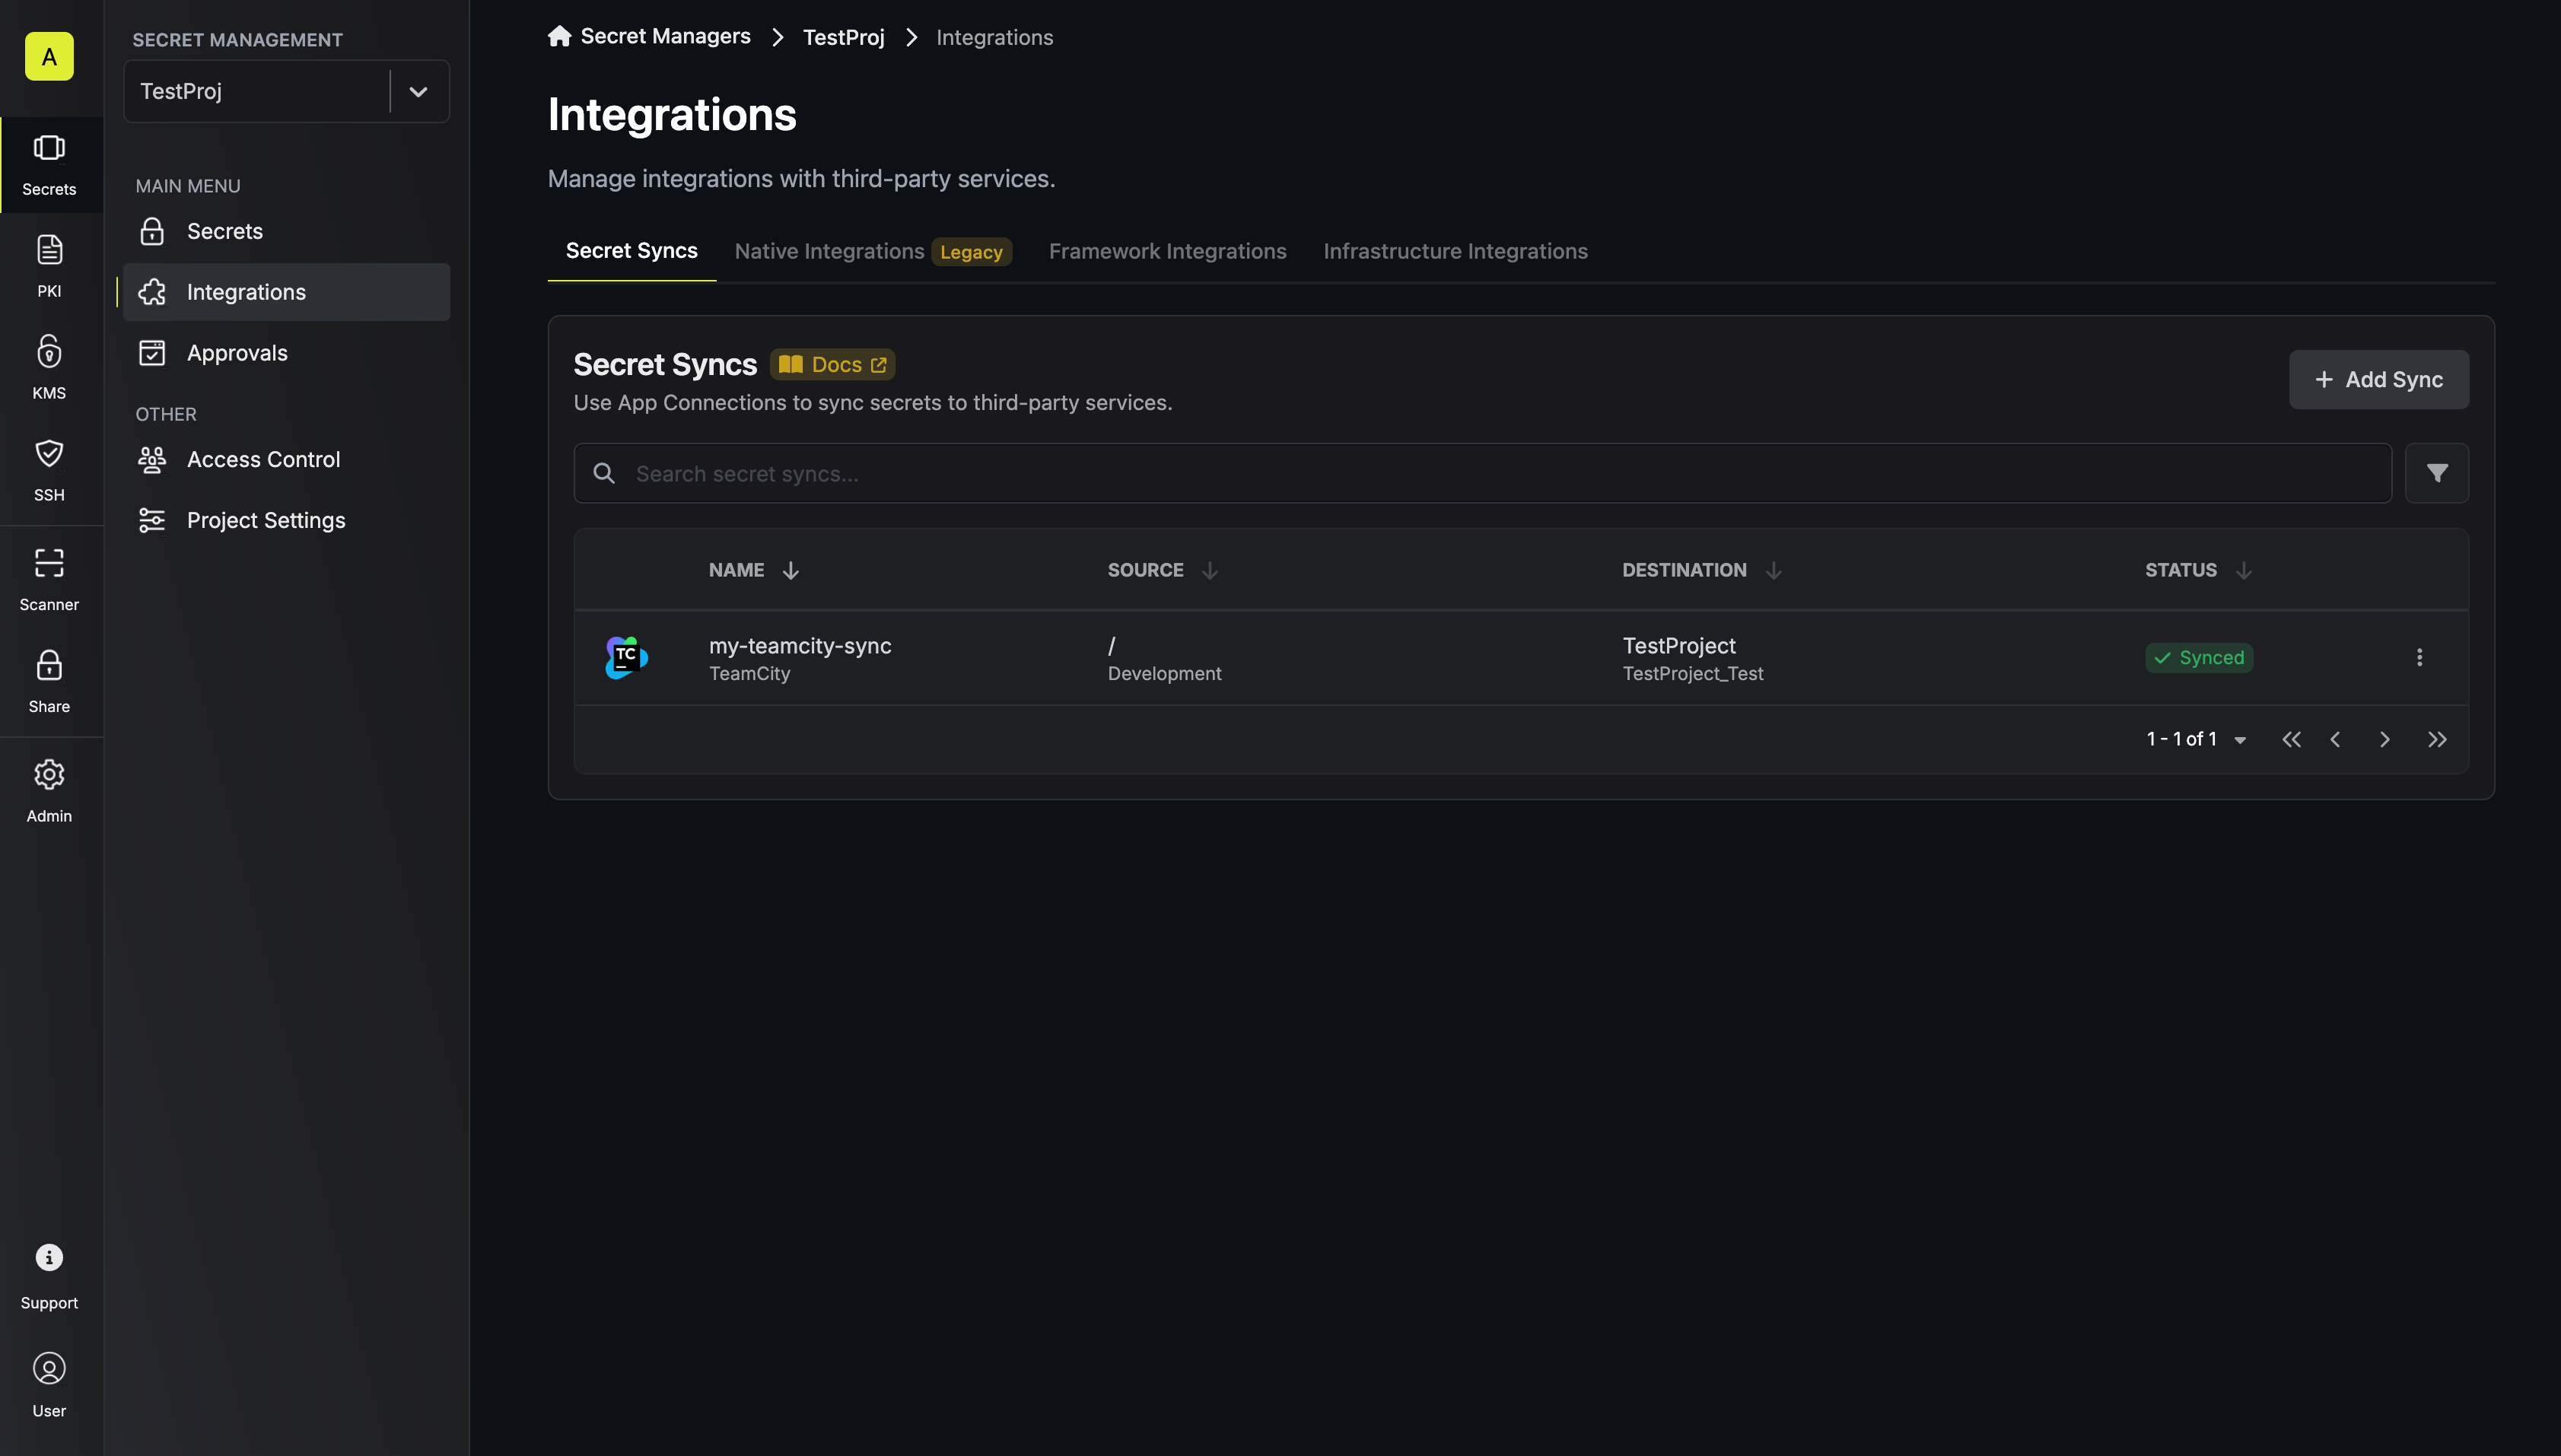 A
Secrets
PKI
KMS
SSH
Scanner
Share
Admin
Support
User
SECRET MANAGEMENT
TestProj
MAIN MENU
Secrets
Integrations
Approvals
OTHER
Access Control
Project Settings
Secret Managers TestProj Integrations
Integrations
Manage integrations with third-party services.
Secret Syncs Native Integrations Legacy Framework Integrations Infrastructure Integrations
Secret Syncs Docs
Use App Connections to sync secrets to third-party services.
+ Add Sync
Search secret syncs...
NAME SOURCE DESTINATION STATUS
TC my-teamcity-sync / TestProject Synced
TeamCity Development TestProject_Test
1 - 1 of 1